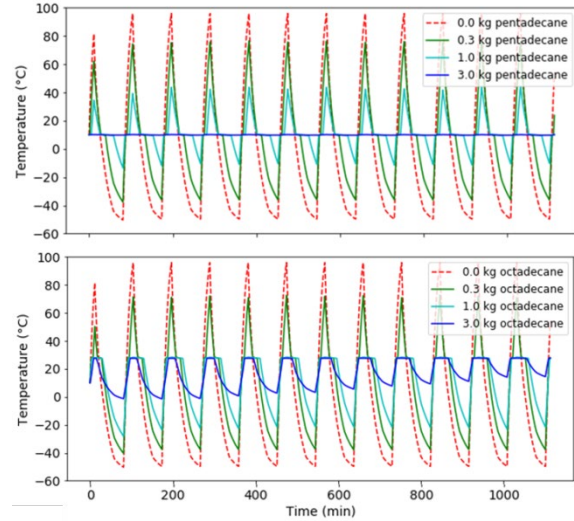 100
80
60
40
20
0
−20
−40
−60
Temperature (°C)
0.0 kg pentadecane
0.3 kg pentadecane
1.0 kg pentadecane
3.0 kg pentadecane
100
80
60
40
20
0
−20
−40
−60
Temperature (°C)
0.0 kg octadecane
0.3 kg octadecane
1.0 kg octadecane
3.0 kg octadecane
0 200 400 600 800 1000
Time (min)